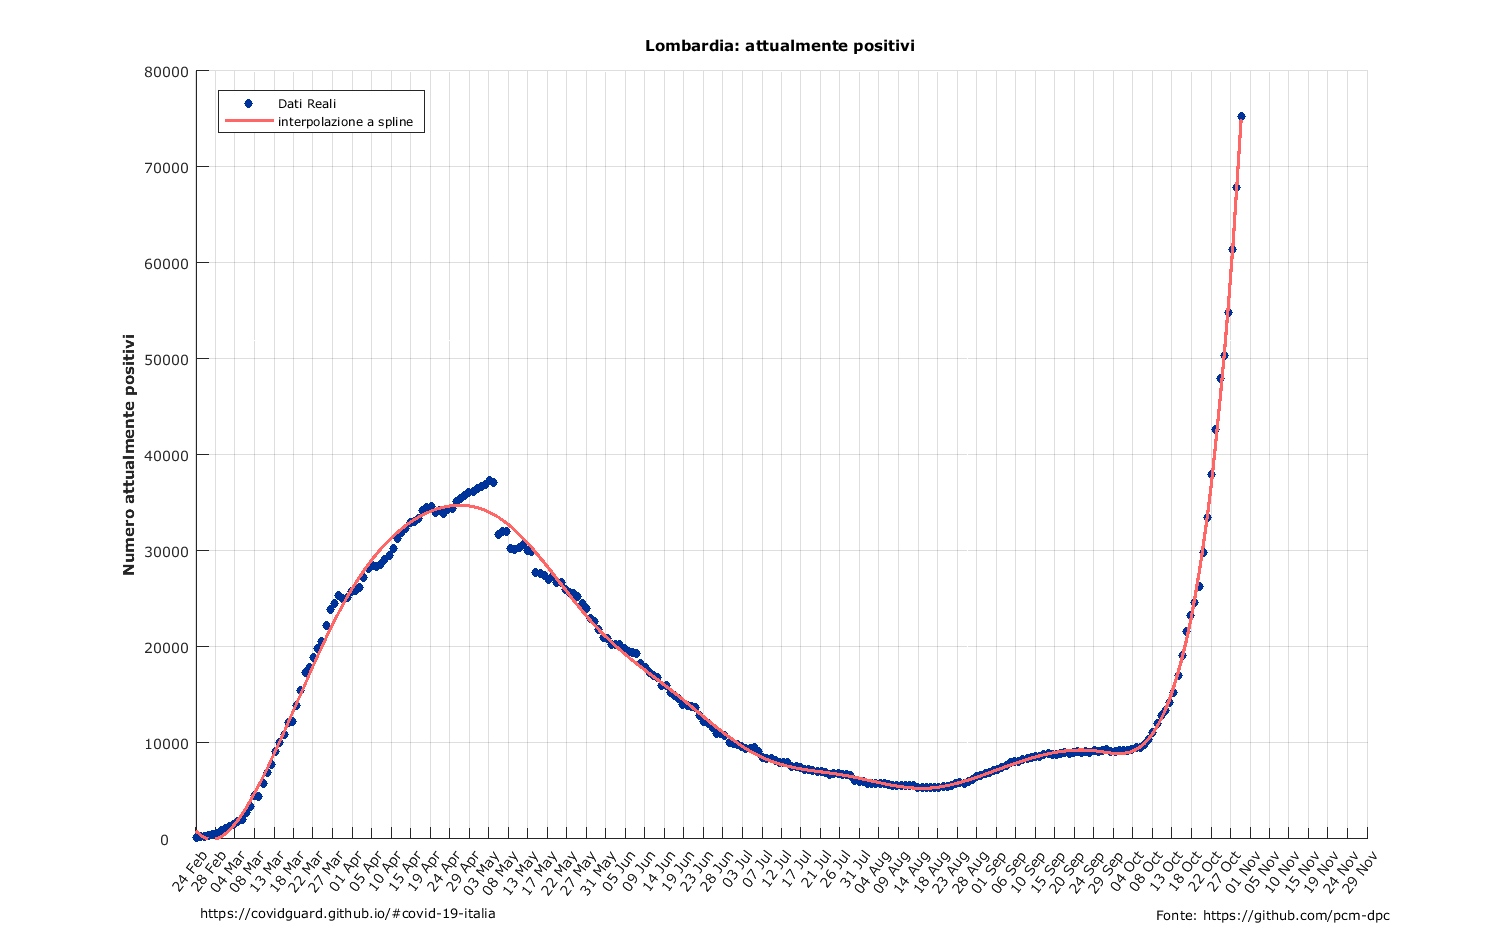 Lombardia: attualmente positivi
Dati Reali
interpolazione a spline
Numero attualmente positivi
80000
70000
60000
50000
40000
30000
20000
10000
0
24 Feb
28 Feb
04 Mar
08 Mar
13 Mar
18 Mar
22 Mar
27 Mar
01 Apr
05 Apr
10 Apr
15 Apr
19 Apr
24 Apr
29 Apr
03 May
08 May
13 May
17 May
22 May
27 May
31 May
05 Jun
09 Jun
14 Jun
19 Jun
23 Jun
28 Jun
03 Jul
07 Jul
12 Jul
17 Jul
21 Jul
26 Jul
31 Jul
04 Aug
09 Aug
14 Aug
18 Aug
23 Aug
28 Aug
01 Sep
06 Sep
10 Sep
15 Sep
20 Sep
24 Sep
29 Sep
04 Oct
08 Oct
13 Oct
18 Oct
22 Oct
27 Oct
01 Nov
05 Nov
10 Nov
15 Nov
19 Nov
24 Nov
29 Nov
https://covidguard.github.io/#covid-19-italia
Fonte: https://github.com/pcm-dpc